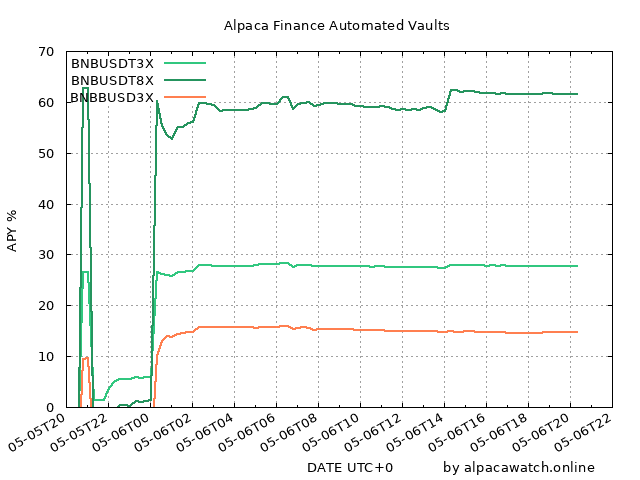 Alpaca Finance Automated Vaults
70
60
50
40
30
20
10
0
APY %
BNBUSDT3X
BNBUSDT8X
BNBBUSD3X
05-05T20
05-05T22
05-06T00
05-06T02
05-06T04
05-06T06
05-06T08
05-06T10
05-06T12
05-06T14
05-06T16
05-06T18
05-06T20
05-06T22
DATE UTC+0
by alpacawatch.online